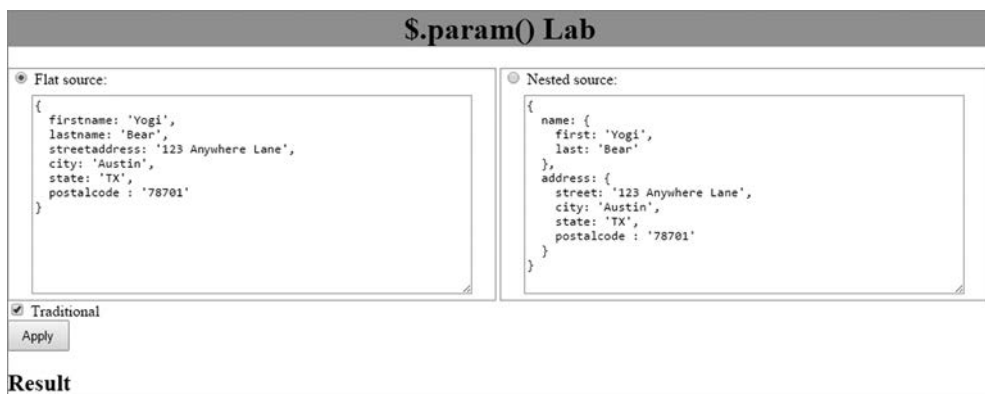 $.param() Lab
Flat source:
{
  firstname: 'Yogi',
  lastname: 'Bear',
  streetaddress: '123 Anywhere Lane',
  city: 'Austin',
  state: 'TX',
  postalcode : '78701'
}
Nested source:
{
  name: {
    first: 'Yogi',
    last: 'Bear'
  },
  address: {
    street: '123 Anywhere Lane',
    city: 'Austin',
    state: 'TX',
    postalcode : '78701'
  }
}
Traditional
Apply
Result